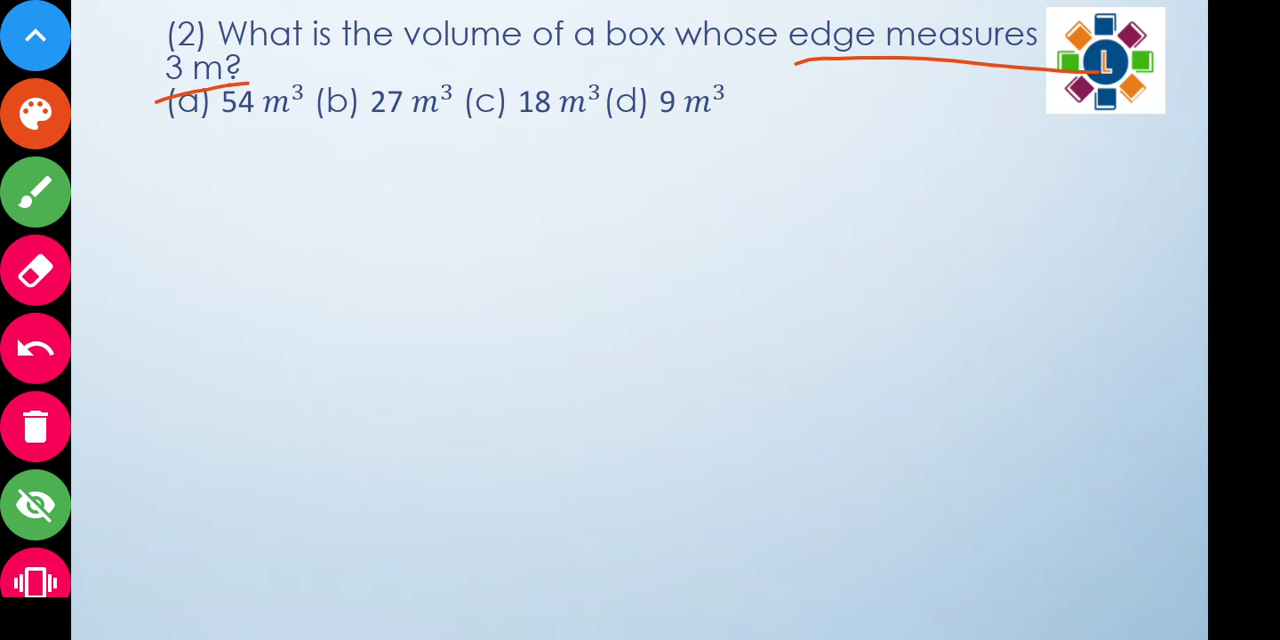 (2) What is the volume of a box whose edge measures
3 m?
(a) 54 m³ (b) 27 m³ (c) 18 m³ (d) 9 m³
L